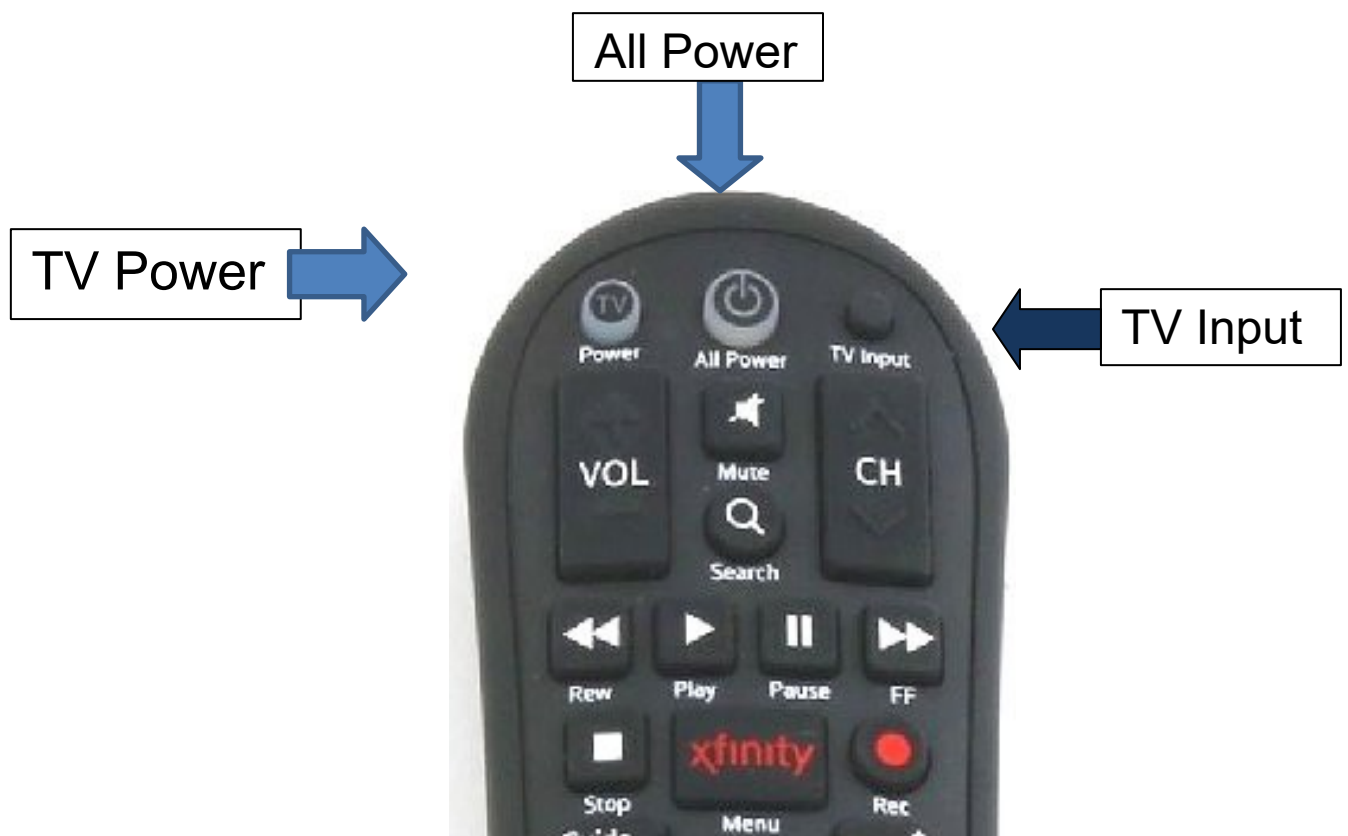 All Power
TV Power
TV Input
TV
Power
All Power
TV Input
VOL
Mute
CH
Search
Rew
Play
Pause
FF
Stop
xfinity
Rec
Menu
Guide